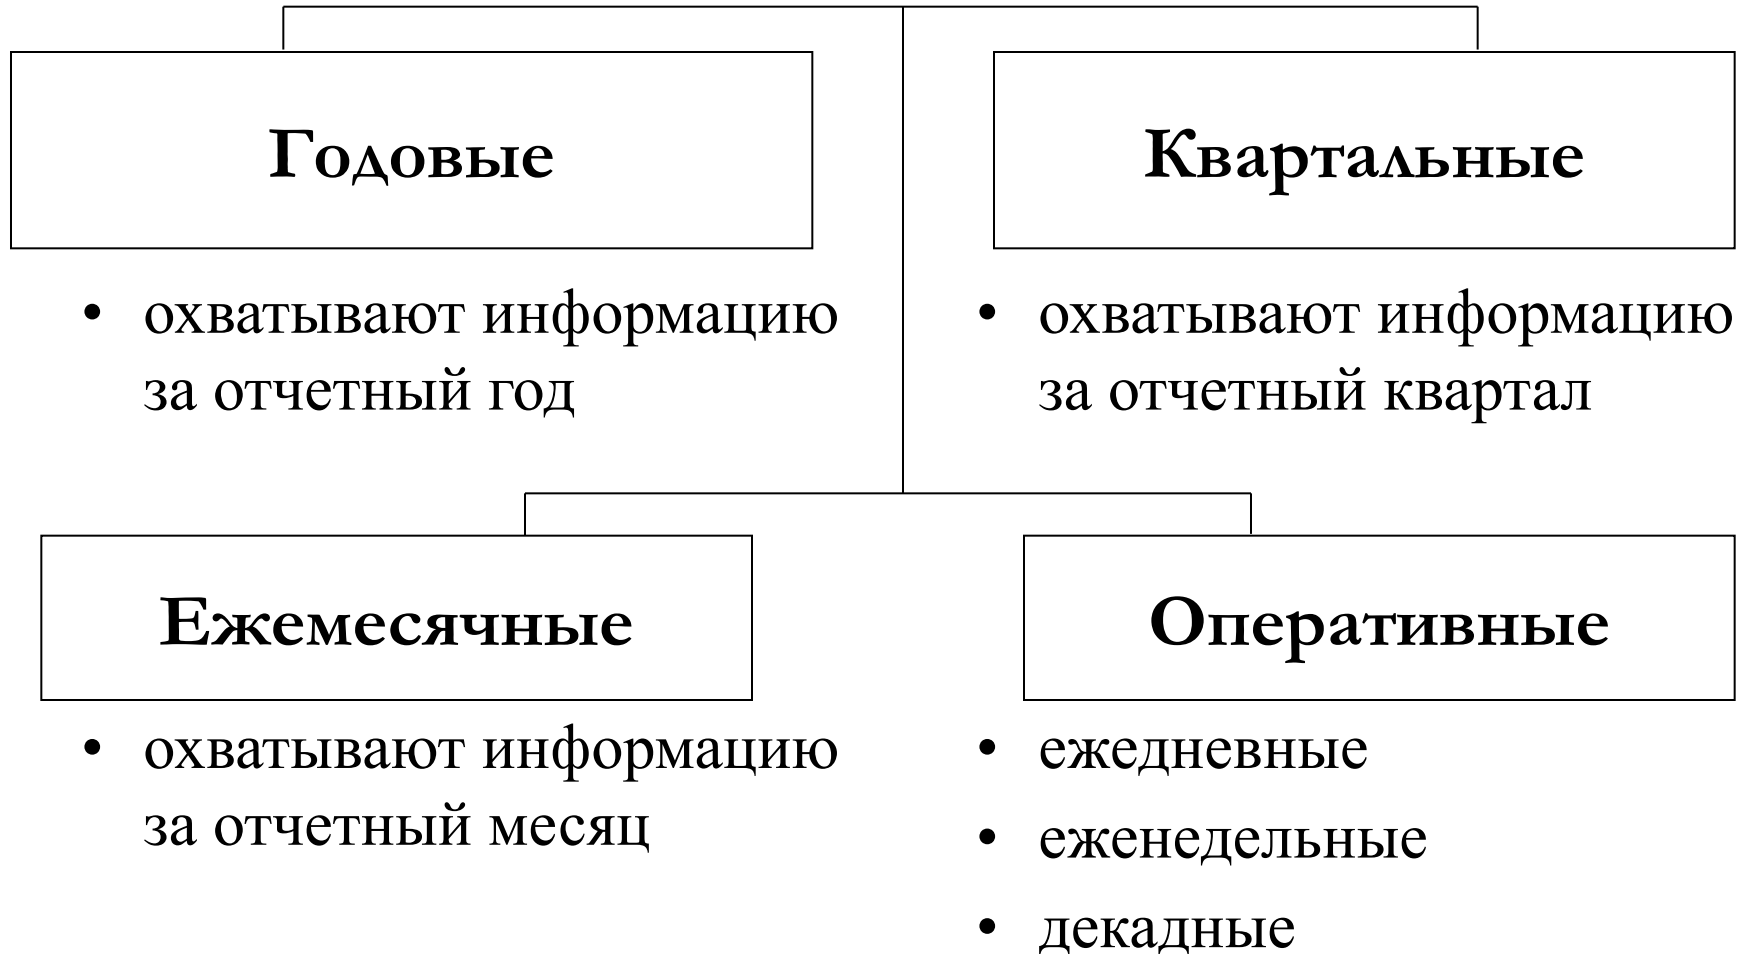 Годовые
Квартальные
• охватывают информацию
за отчетный год
• охватывают информацию
за отчетный квартал
Ежемесячные
Оперативные
• охватывают информацию
за отчетный месяц
• ежедневные
• еженедельные
• декадные